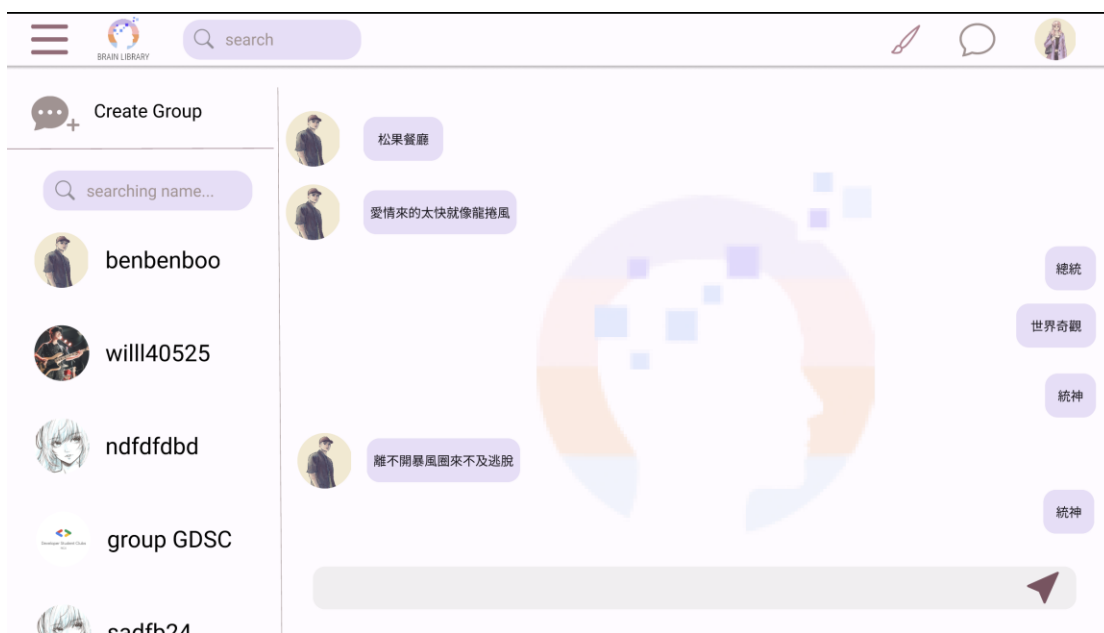 BRAIN LIBRARY
search
Create Group
searching name...
benbenboo
willl40525
ndfdfdbd
group GDSC
sadfb24
松果餐廳
愛情來的太快就像龍捲風
總統
世界奇觀
統神
離不開暴風圈來不及逃脫
統神